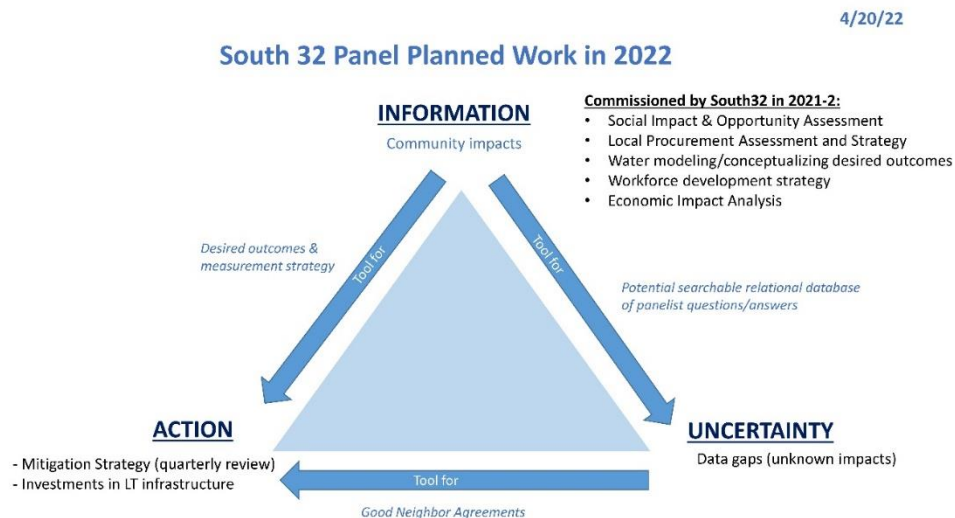 4/20/22
South 32 Panel Planned Work in 2022
INFORMATION
Community impacts
Commissioned by South32 in 2021-2:
• Social Impact & Opportunity Assessment
• Local Procurement Assessment and Strategy
• Water modeling/conceptualizing desired outcomes
• Workforce development strategy
• Economic Impact Analysis
Desired outcomes &
measurement strategy
Tool for
Tool for
Potential searchable relational database
of panelist questions/answers
ACTION
- Mitigation Strategy (quarterly review)
- Investments in LT infrastructure
UNCERTAINTY
Data gaps (unknown impacts)
Tool for
Good Neighbor Agreements